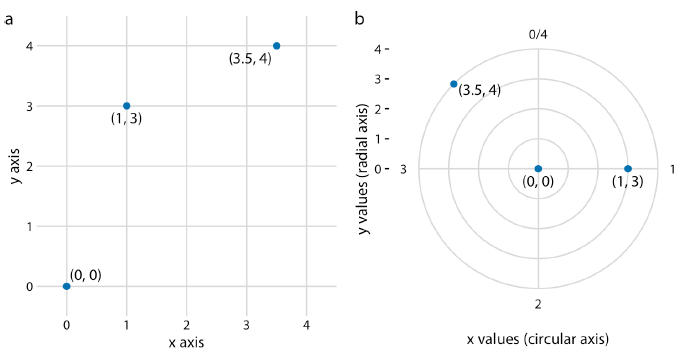 a
4
3
2
1
0
y axis
(3.5, 4)
(1, 3)
(0, 0)
0 1 2 3 4
x axis
b
0/4
4
3
2
1
0
y values (radial axis)
3
1
(3.5, 4)
(0, 0)
(1, 3)
2
x values (circular axis)